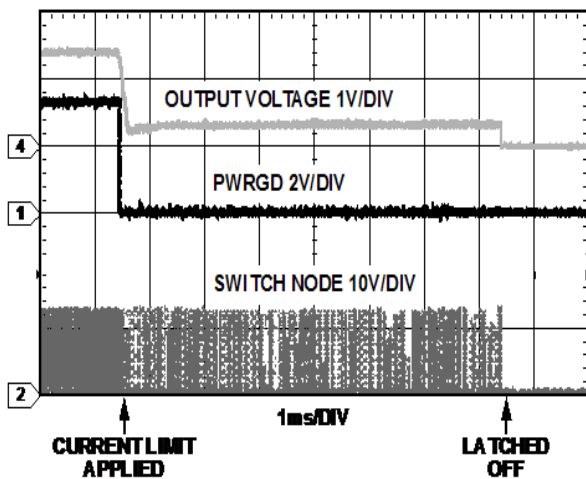 OUTPUT VOLTAGE 1V/DIV
4
PWRGD 2V/DIV
1
SWITCH NODE 10V/DIV
2
1ms/DIV
CURRENT LIMIT
APPLIED
LATCHED
OFF